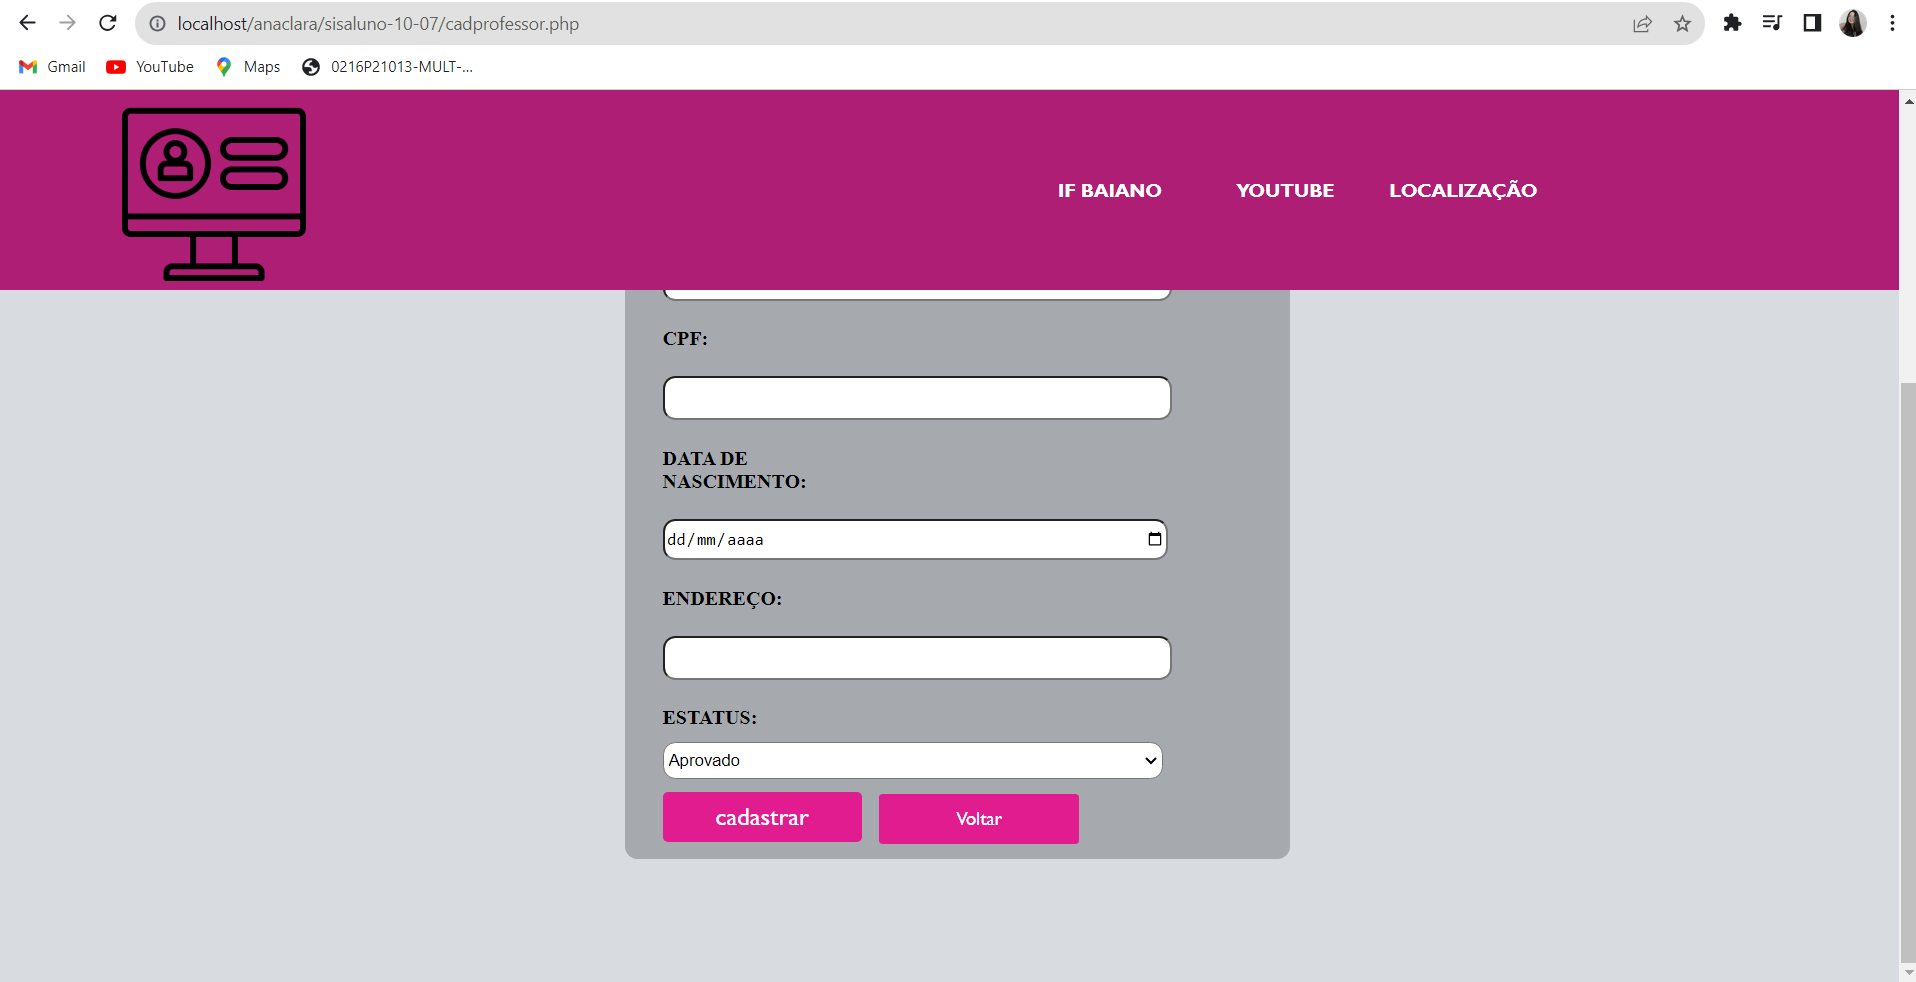 localhost/anaclara/sisaluno-10-07/cadprofessor.php
Gmail YouTube Maps 0216P21013-MULT-...
IF BAIANO YOUTUBE LOCALIZAÇÃO
CPF:
DATA DE
NASCIMENTO:
dd/mm/aaaa
ENDEREÇO:
ESTATUS:
Aprovado
cadastrar Voltar